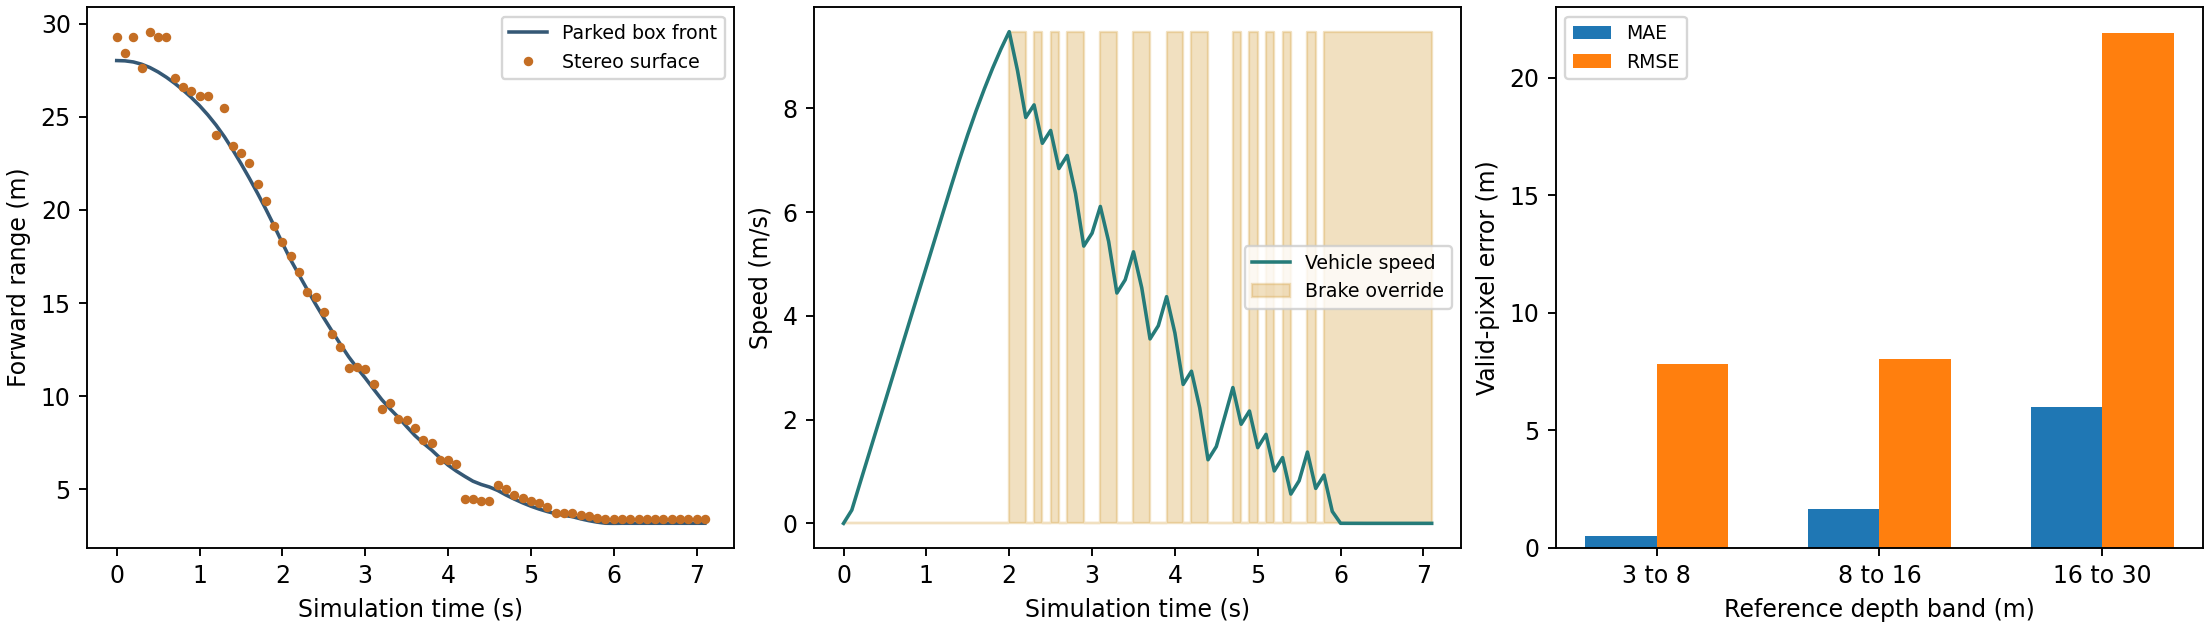 Forward range (m)
30
25
20
15
10
5
0 1 2 3 4 5 6 7
Simulation time (s)
Parked box front
Stereo surface
Speed (m/s)
8
6
4
2
0
0 1 2 3 4 5 6 7
Simulation time (s)
Vehicle speed
Brake override
Valid-pixel error (m)
20
15
10
5
0
3 to 8 8 to 16 16 to 30
Reference depth band (m)
MAE
RMSE